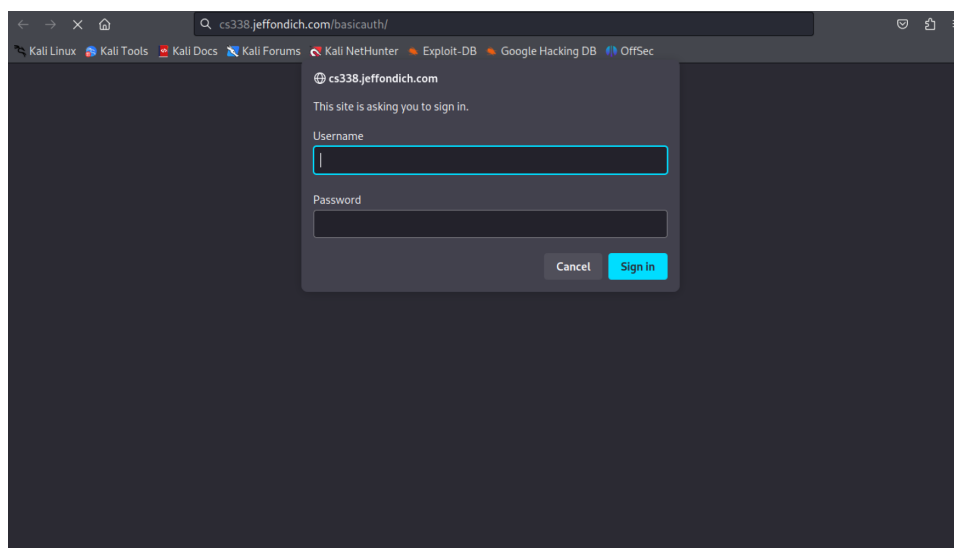 cs338.jeffondich.com/basicauth/
Kali Linux Kali Tools Kali Docs Kali Forums Kali NetHunter Exploit-DB Google Hacking DB OffSec
cs338.jeffondich.com
This site is asking you to sign in.
Username
Password
Cancel Sign in